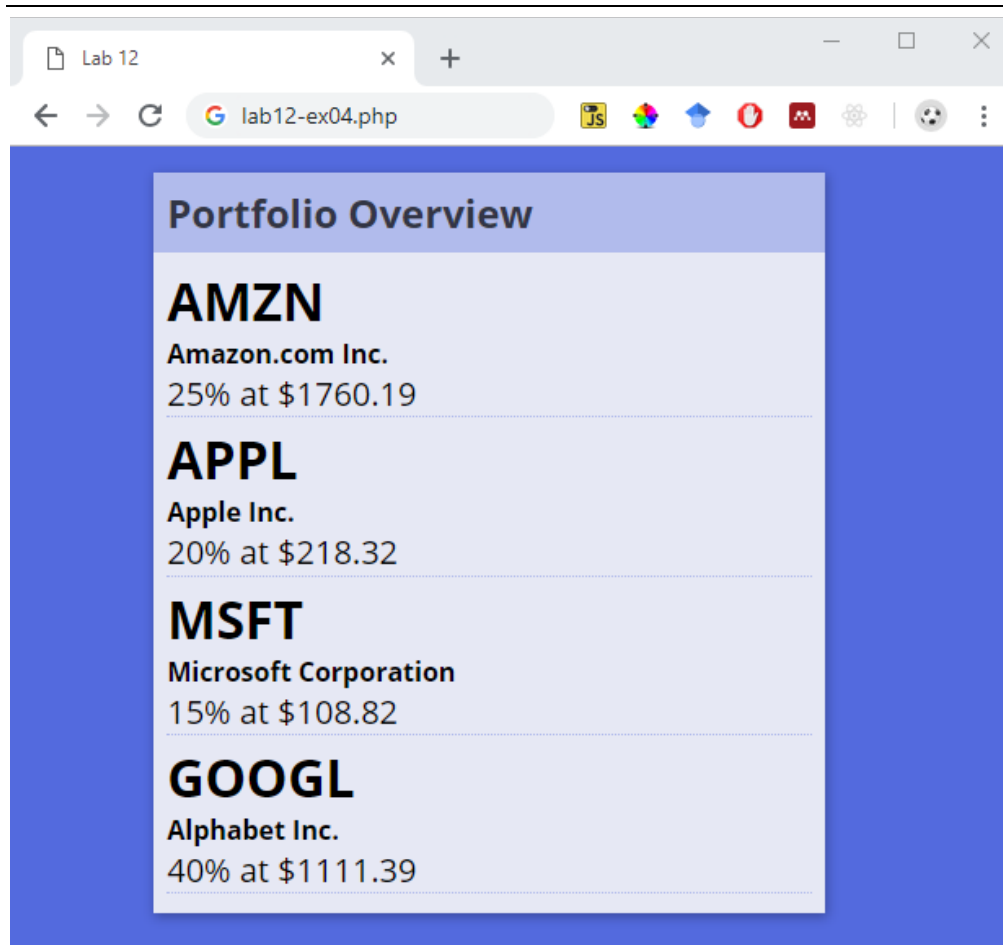 Lab 12
lab12-ex04.php
JS
Portfolio Overview
AMZN
Amazon.com Inc.
25% at $1760.19
APPL
Apple Inc.
20% at $218.32
MSFT
Microsoft Corporation
15% at $108.82
GOOGL
Alphabet Inc.
40% at $1111.39